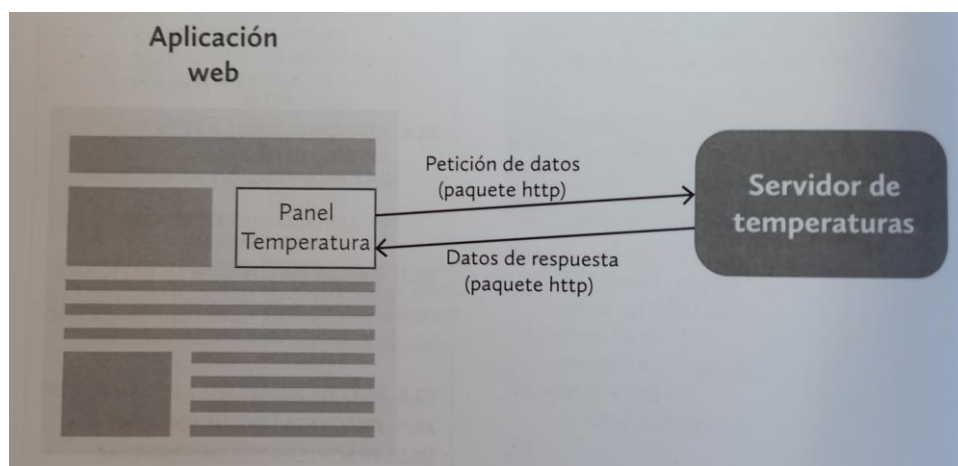 Aplicación
web
Petición de datos
(paquete http)
Panel
Temperatura
Servidor de
temperaturas
Datos de respuesta
(paquete http)